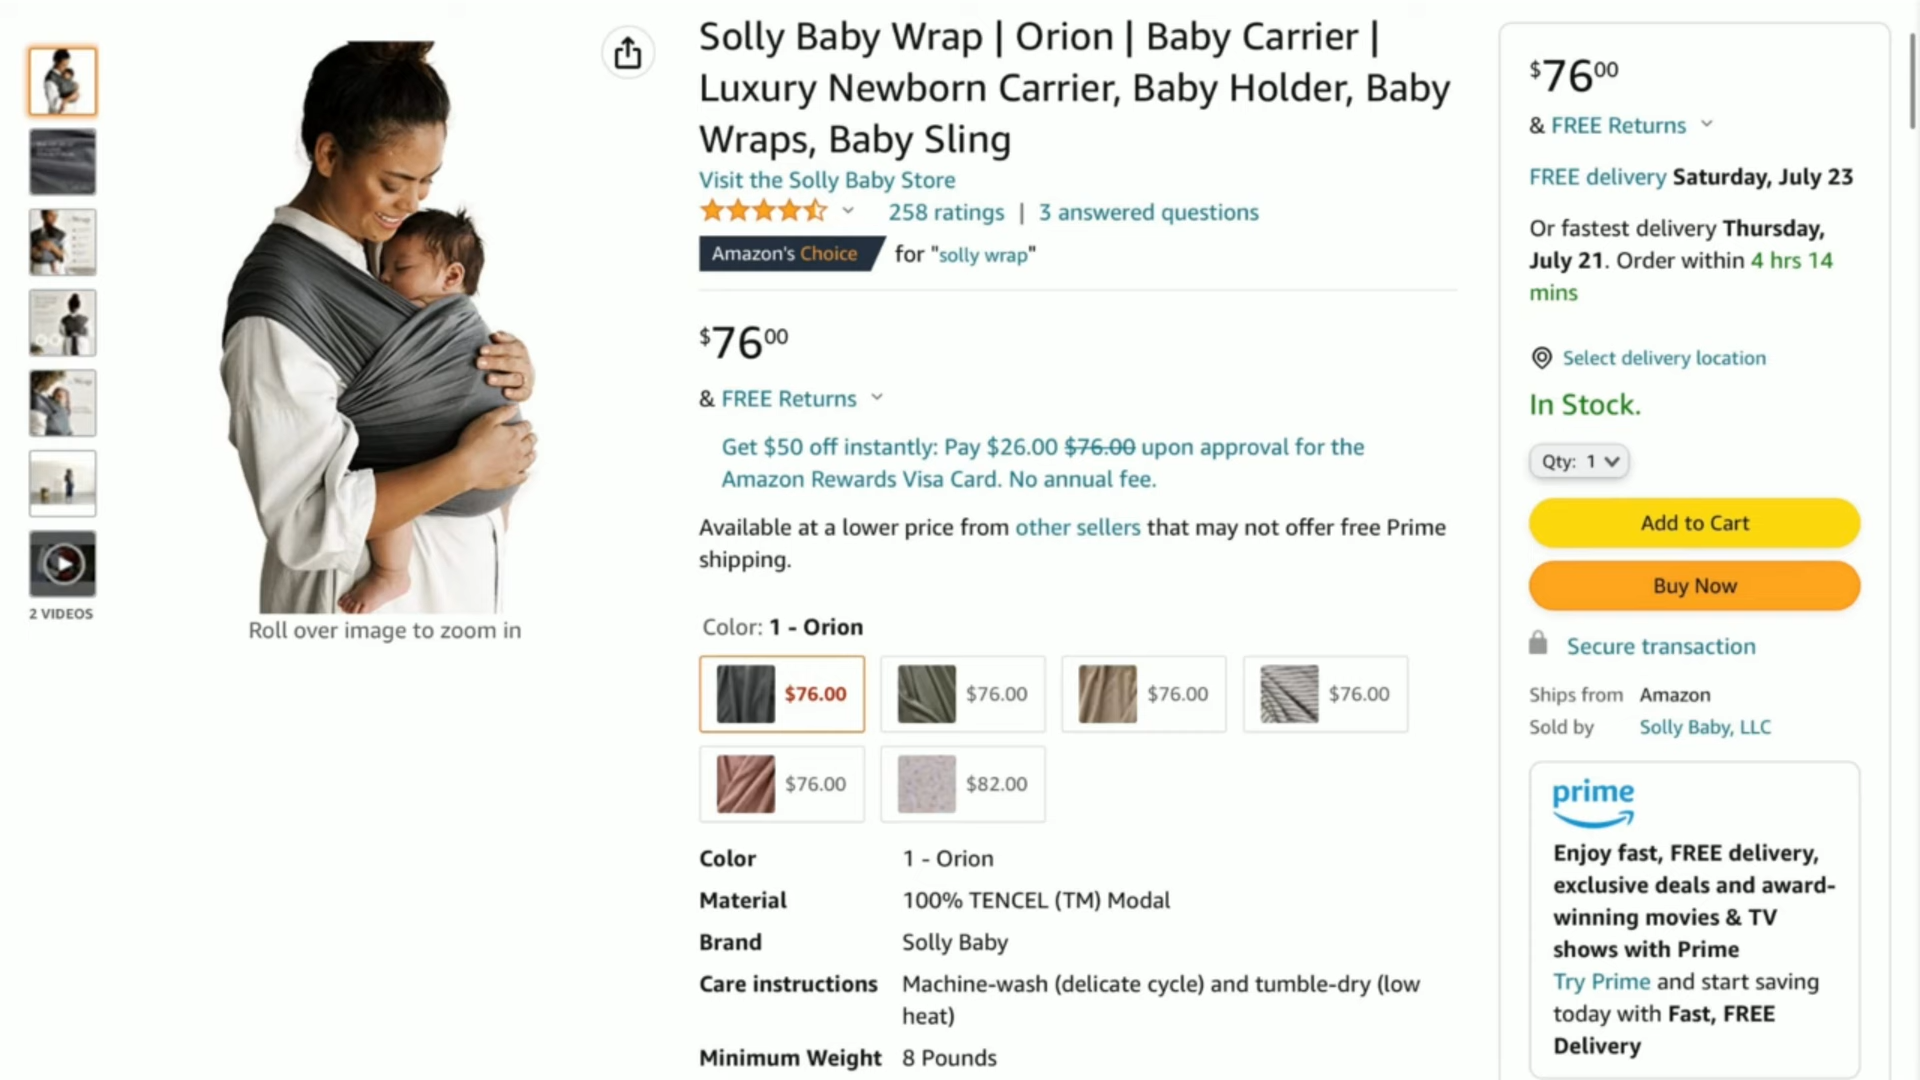 Solly Baby Wrap | Orion | Baby Carrier |
Luxury Newborn Carrier, Baby Holder, Baby
Wraps, Baby Sling
Visit the Solly Baby Store
258 ratings | 3 answered questions
Amazon's Choice for "solly wrap"
$7600
& FREE Returns
Get $50 off instantly: Pay $26.00 $76.00 upon approval for the
Amazon Rewards Visa Card. No annual fee.
Available at a lower price from other sellers that may not offer free Prime
shipping.
Color: 1 - Orion
$76.00 $76.00 $76.00 $76.00
$76.00 $82.00
Color 1 - Orion
Material 100% TENCEL (TM) Modal
Brand Solly Baby
Care instructions Machine-wash (delicate cycle) and tumble-dry (low
heat)
Minimum Weight 8 Pounds
2 VIDEOS
Roll over image to zoom in
$7600
& FREE Returns
FREE delivery Saturday, July 23
Or fastest delivery Thursday,
July 21. Order within 4 hrs 14
mins
Select delivery location
In Stock.
Qty: 1
Add to Cart
Buy Now
Secure transaction
Ships from Amazon
Sold by Solly Baby, LLC
prime
Enjoy fast, FREE delivery,
exclusive deals and award-
winning movies & TV
shows with Prime
Try Prime and start saving
today with Fast, FREE
Delivery